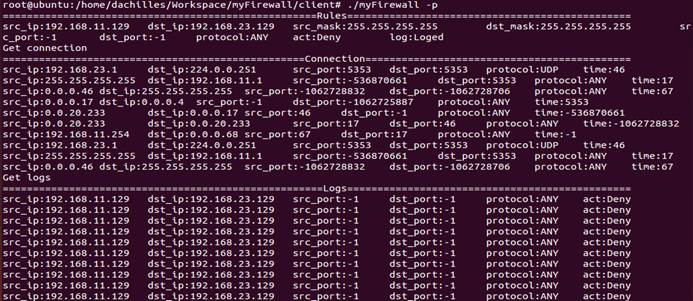 root@ubuntu:/home/dachilles/Workspace/myFirewall/client# ./myFirewall -p
====================================================Rules====================================================
src_ip:192.168.11.129 dst_ip:192.168.23.129 src_mask:255.255.255.255 dst_mask:255.255.255.255 sr
c_port:-1 dst_port:-1 protocol:ANY act:Deny log:Loged
Get connection
==================================================Connection=================================================
src_ip:192.168.23.1 dst_ip:224.0.0.251 src_port:5353 dst_port:5353 protocol:UDP time:46
src_ip:255.255.255.255 dst_ip:192.168.11.1 src_port:-536870661 dst_port:5353 protocol:ANY time:17
src_ip:0.0.0.46 dst_ip:255.255.255.255 src_port:-1062728832 dst_port:-1062728706 protocol:ANY time:67
src_ip:0.0.0.17 dst_ip:0.0.0.4 src_port:-1 dst_port:-1062725887 protocol:ANY time:5353
src_ip:0.0.20.233 dst_ip:0.0.0.17 src_port:46 dst_port:-1 protocol:ANY time:-536870661
src_ip:0.0.20.233 dst_ip:0.0.20.233 src_port:17 dst_port:46 protocol:ANY time:-1062728832
src_ip:192.168.11.254 dst_ip:0.0.0.68 src_port:67 dst_port:17 protocol:ANY time:-1
src_ip:192.168.23.1 dst_ip:224.0.0.251 src_port:5353 dst_port:5353 protocol:UDP time:46
src_ip:255.255.255.255 dst_ip:192.168.11.1 src_port:-536870661 dst_port:5353 protocol:ANY time:17
src_ip:0.0.0.46 dst_ip:255.255.255.255 src_port:-1062728832 dst_port:-1062728706 protocol:ANY time:67
Get logs
=====================================================Logs====================================================
src_ip:192.168.11.129 dst_ip:192.168.23.129 src_port:-1 dst_port:-1 protocol:ANY act:Deny
src_ip:192.168.11.129 dst_ip:192.168.23.129 src_port:-1 dst_port:-1 protocol:ANY act:Deny
src_ip:192.168.11.129 dst_ip:192.168.23.129 src_port:-1 dst_port:-1 protocol:ANY act:Deny
src_ip:192.168.11.129 dst_ip:192.168.23.129 src_port:-1 dst_port:-1 protocol:ANY act:Deny
src_ip:192.168.11.129 dst_ip:192.168.23.129 src_port:-1 dst_port:-1 protocol:ANY act:Deny
src_ip:192.168.11.129 dst_ip:192.168.23.129 src_port:-1 dst_port:-1 protocol:ANY act:Deny
src_ip:192.168.11.129 dst_ip:192.168.23.129 src_port:-1 dst_port:-1 protocol:ANY act:Deny
src_ip:192.168.11.129 dst_ip:192.168.23.129 src_port:-1 dst_port:-1 protocol:ANY act:Deny
src_ip:192.168.11.129 dst_ip:192.168.23.129 src_port:-1 dst_port:-1 protocol:ANY act:Deny